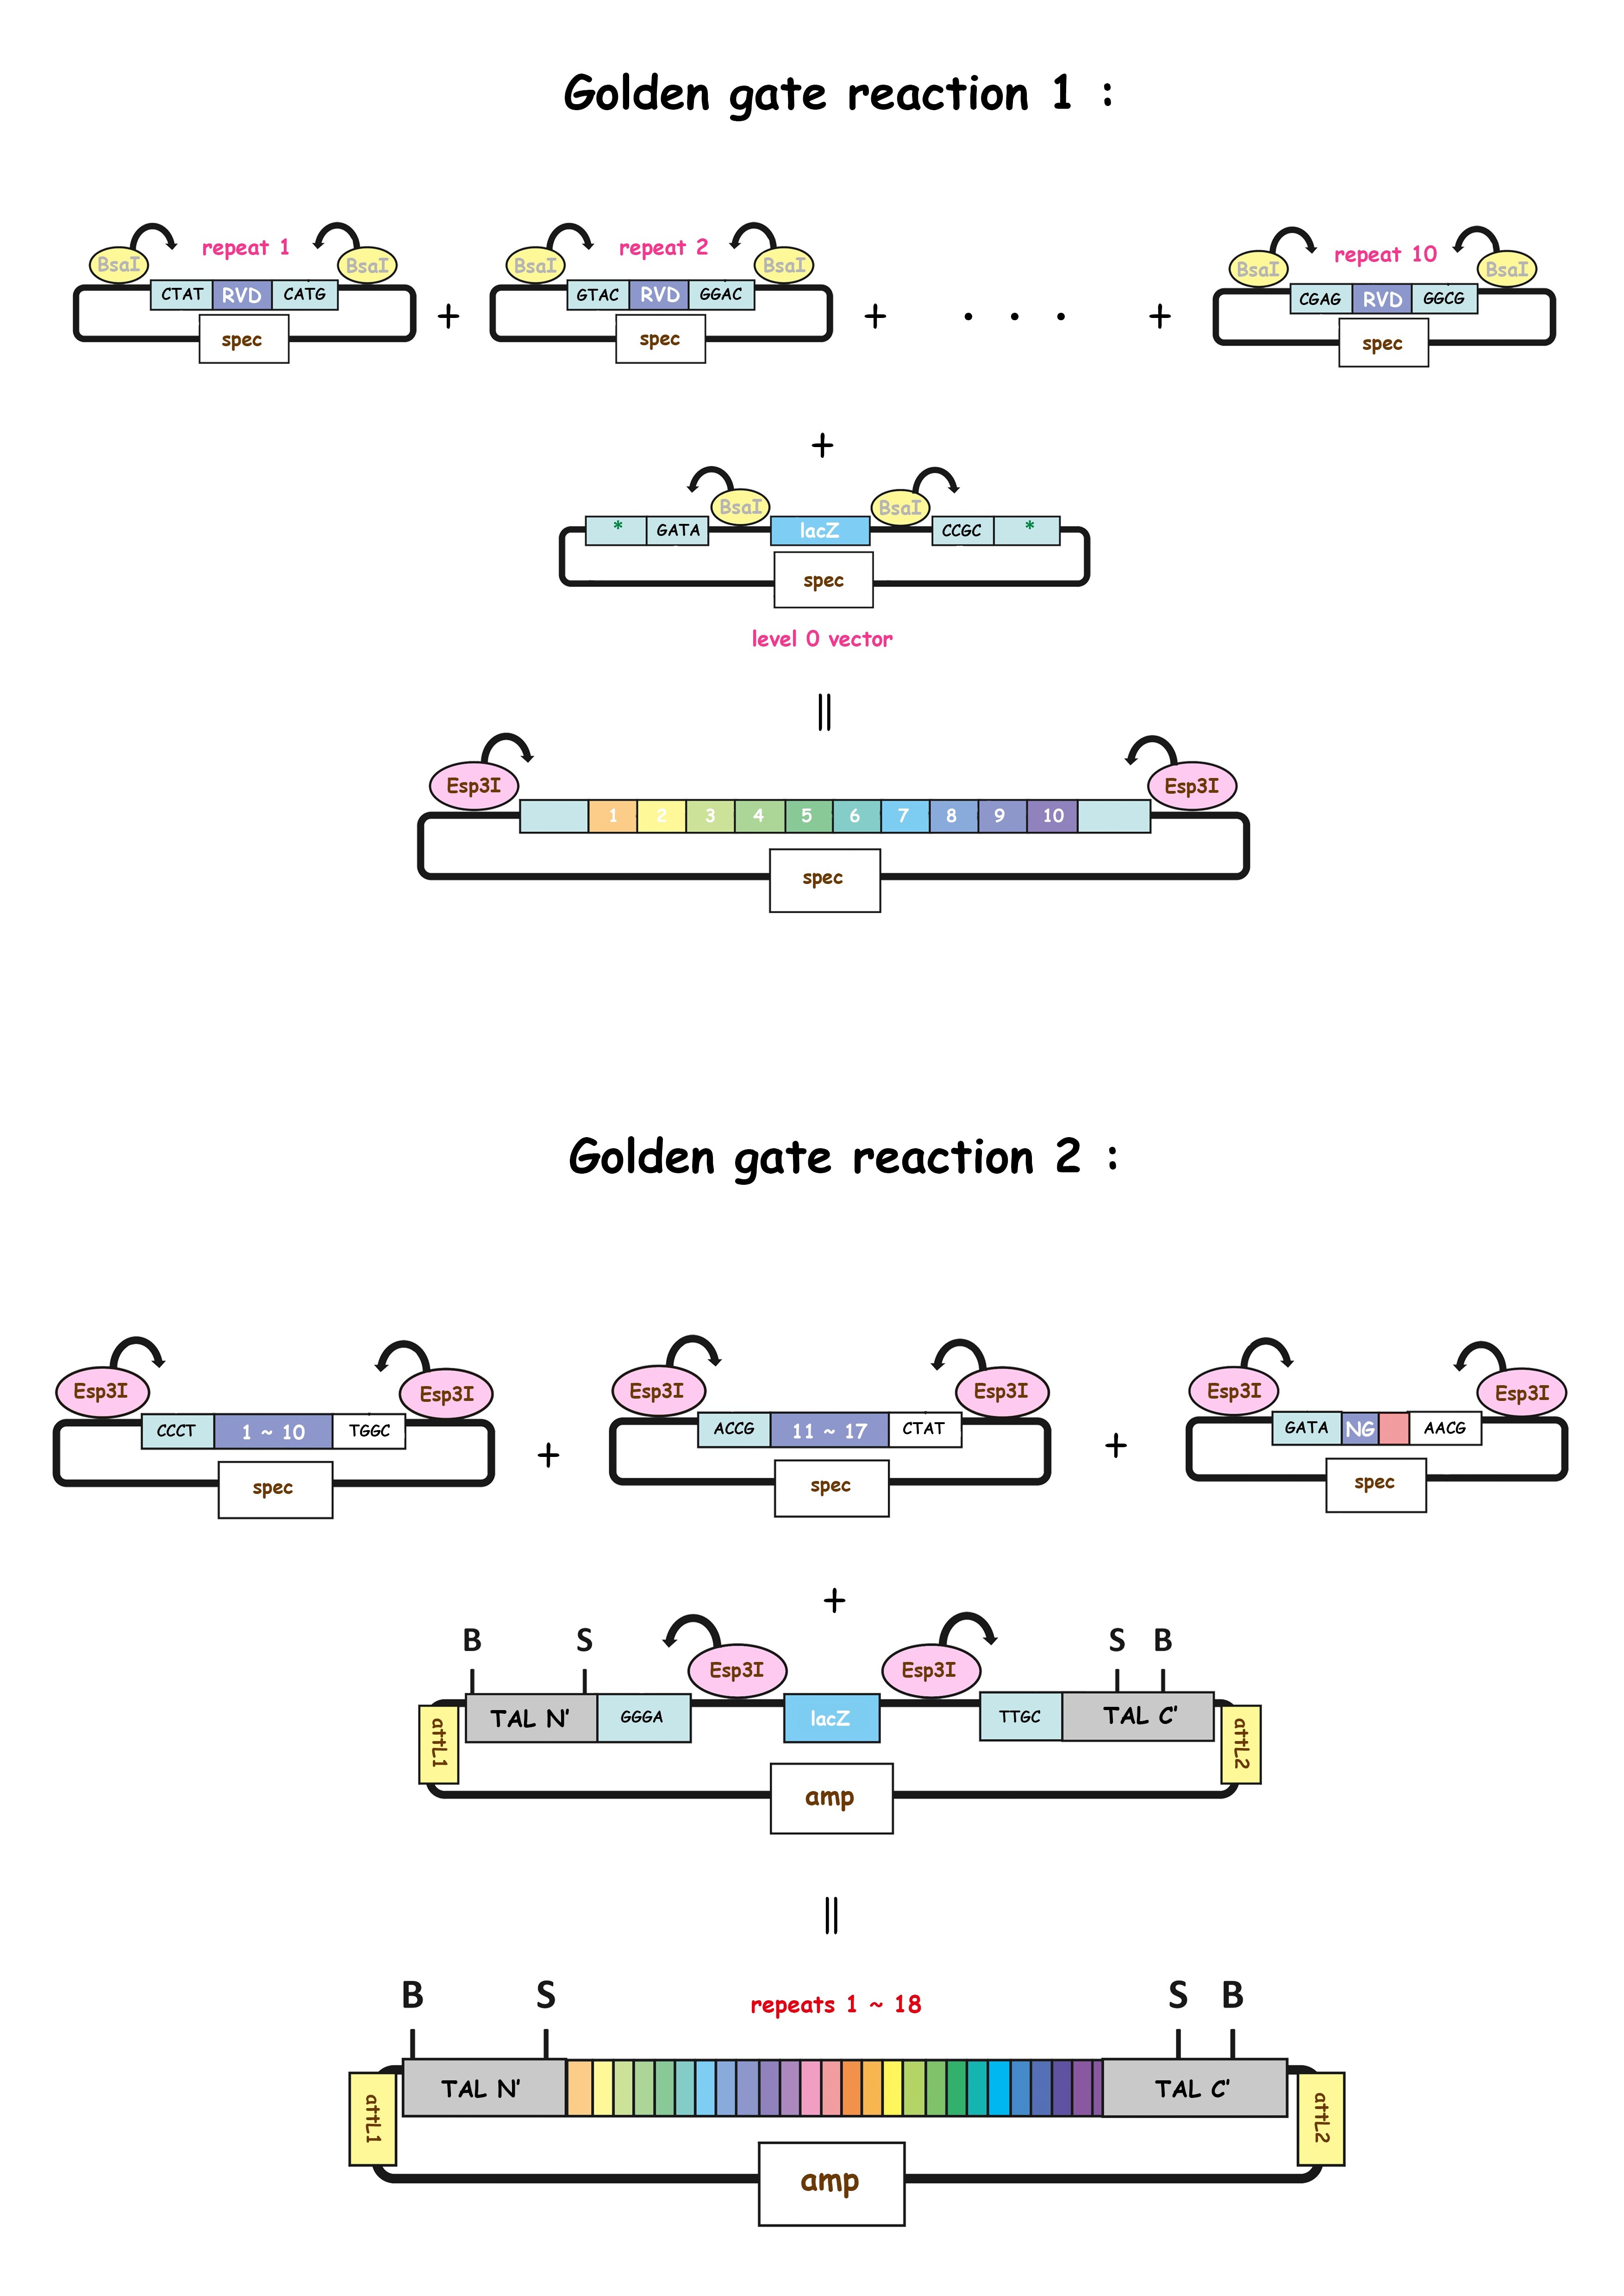 Golden gate reaction 1 :
repeat 1
repeat 2
repeat 10
BsaI BsaI BsaI BsaI BsaI BsaI
CTAT RVD CATG
GTAC RVD GGAC
CGAG RVD GGCG
+ + . . . +
spec spec spec
+
BsaI BsaI
* GATA lacZ CCGC *
spec
level 0 vector
||
Esp3I Esp3I
1 2 3 4 5 6 7 8 9 10
spec
Golden gate reaction 2 :
Esp3I Esp3I Esp3I Esp3I Esp3I Esp3I
CCCT 1 ~ 10 TGGC
ACCG 11 ~ 17 CTAT
GATA NG AACG
+ +
spec spec spec
+
B S S B
Esp3I Esp3I
attL1 TAL N' GGGA lacZ TTGC TAL C' attL2
amp
||
B S S B
repeats 1 ~ 18
attL1 TAL N' TAL C' attL2
amp